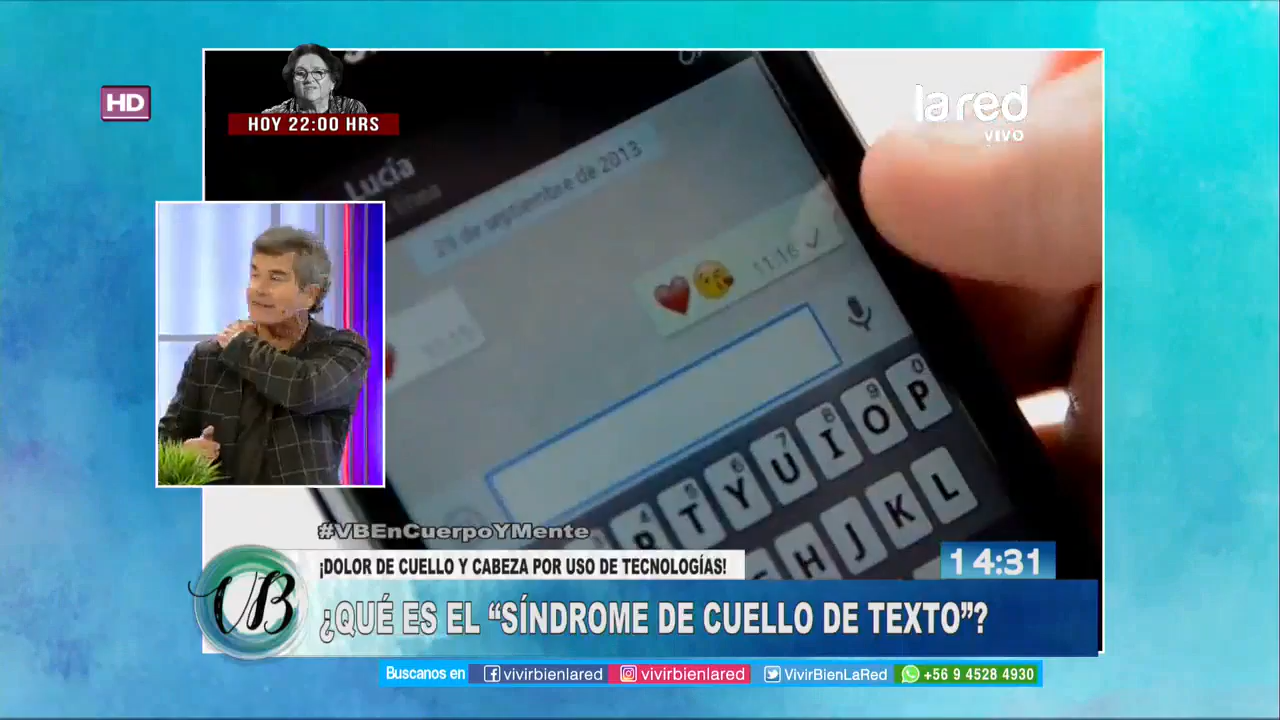 HD
HOY 22:00 HRS
la red
VIVO
Lucía
29 de septiembre de 2013
11:16
P
O
I
U
Y
T
R
L
K
J
H
#VBEnCuerpoYMente
¡DOLOR DE CUELLO Y CABEZA POR USO DE TECNOLOGÍAS!
14:31
VB
¿QUÉ ES EL “SÍNDROME DE CUELLO DE TEXTO”?
Buscanos en
vivirbienlared
vivirbienlared
VivirBienLaRed
+56 9 4528 4930